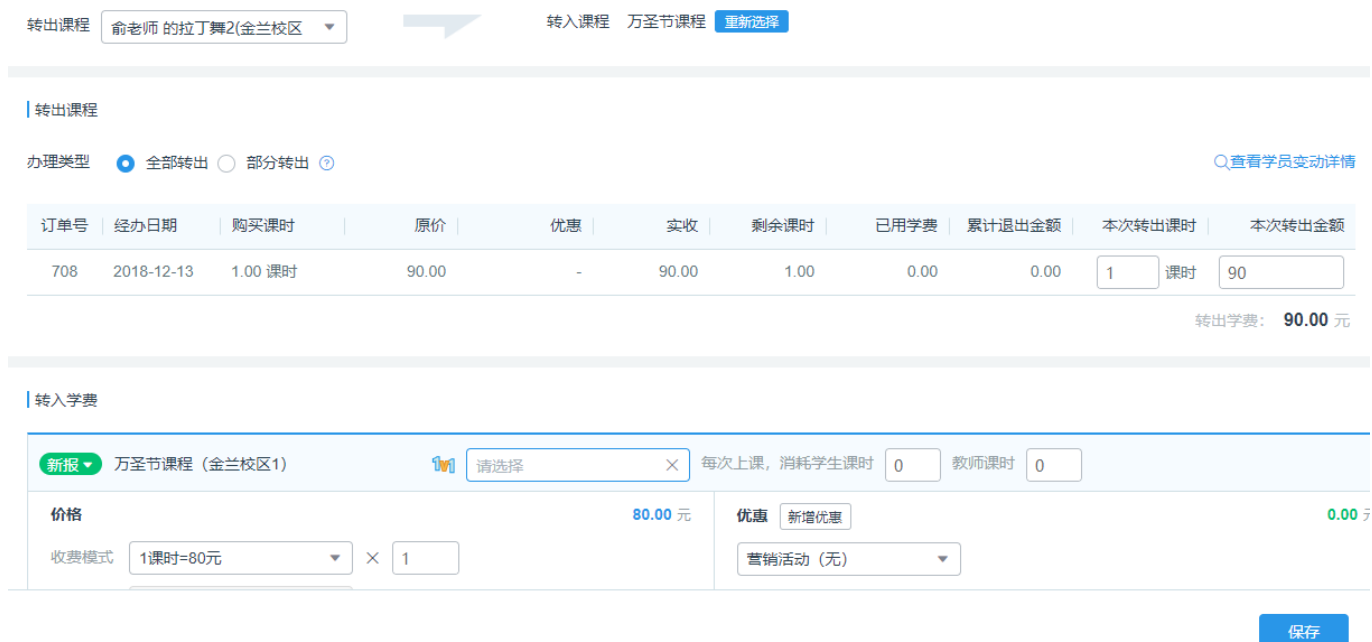 转出课程 俞老师 的拉丁舞2(金兰校区 转入课程 万圣节课程 重新选择
转出课程
办理类型 全部转出 部分转出 查看学员变动详情
订单号 经办日期 购买课时 原价 优惠 实收 剩余课时 已用学费 累计退出金额 本次转出课时 本次转出金额
708 2018-12-13 1.00 课时 90.00 - 90.00 1.00 0.00 0.00 1 课时 90
转出学费: 90.00 元
转入学费
新报 万圣节课程（金兰校区1） 1v1 请选择 每次上课，消耗学生课时 0 教师课时 0
价格 80.00 元 优惠 新增优惠 0.00
收费模式 1课时=80元 × 1 营销活动（无）
保存